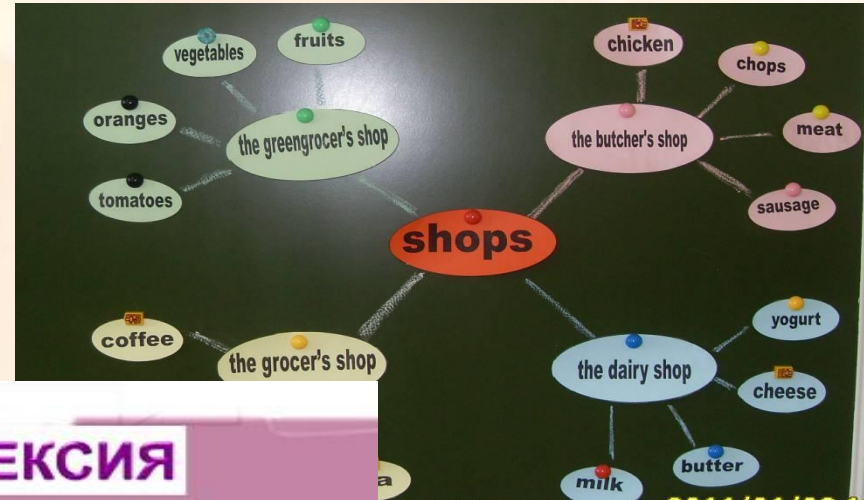 vegetables
fruits
oranges
the greengrocer's shop
tomatoes
chicken
chops
the butcher's shop
meat
sausage
shops
coffee
the grocer's shop
yogurt
the dairy shop
cheese
milk
butter